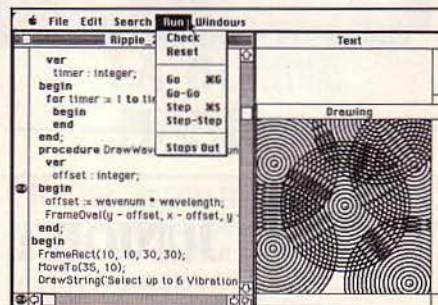 File Edit Search Run Windows
Ripple_
Check
Reset
Go ⌘G
Go-Go
Step ⌘S
Step-Step
Stops Out
var
timer : integer;
begin
for timer := 1 to
begin
end
end;
procedure
var
offset : integer;
begin
offset := wavenum * wavelength;
FrameOval(y - offset, x - offset, y -
end;
begin
FrameRect(10, 10, 30, 30);
MoveTo(35, 10);
DrawString('Select up to 6 Vibration
Text
Drawing